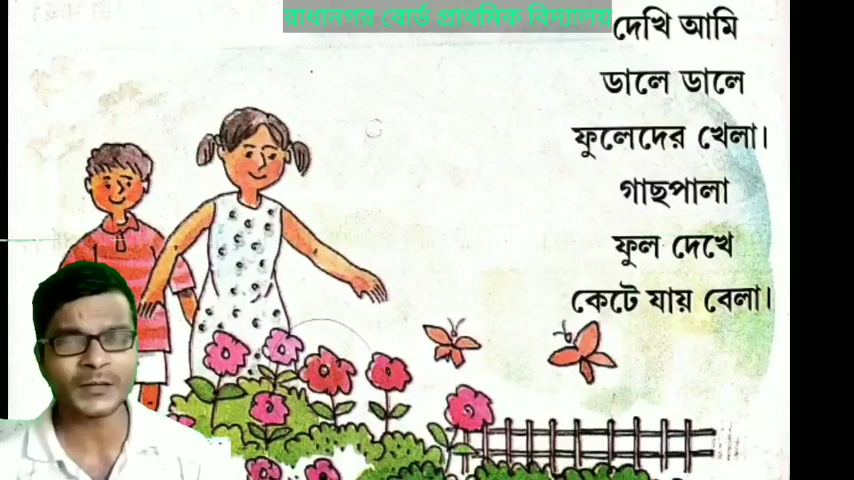 রাধানগর বোর্ড প্রাথমিক বিদ্যালয়
দেখি আমি
ডালে ডালে
ফুলেদের খেলা।
গাছপালা
ফুল দেখে
কেটে যায় বেলা।